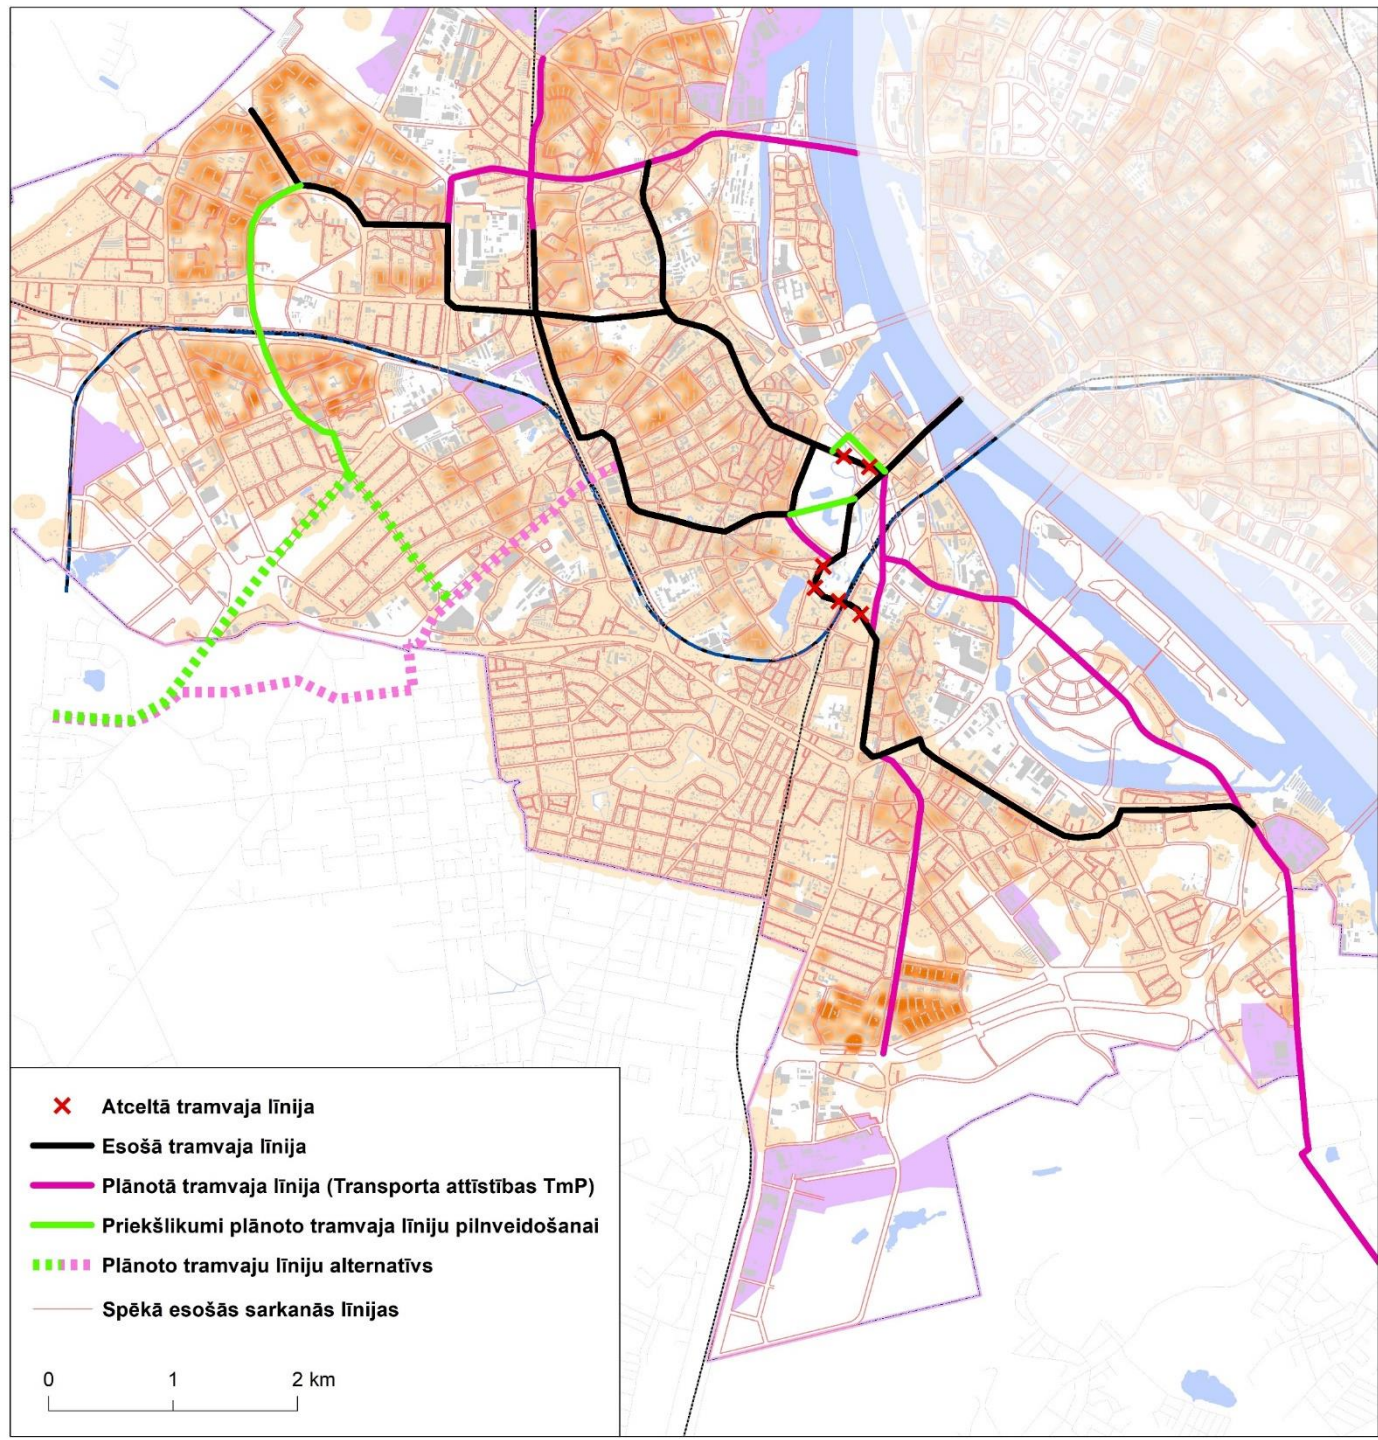 Atceltā tramvaja līnija
Esošā tramvaja līnija
Plānotā tramvaja līnija (Transporta attīstības TmP)
Priekšlikumi plānoto tramvaja līniju pilnveidošanai
Plānoto tramvaju līniju alternatīvs
Spēkā esošās sarkanās līnijas
0 1 2 km